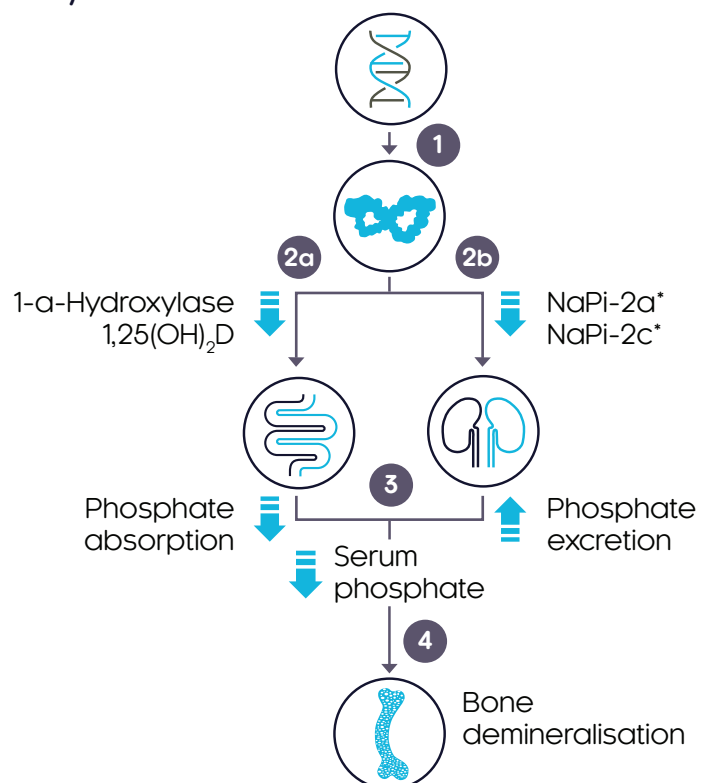 1
2a
2b
1-a-Hydroxylase
1,25(OH)₂D
NaPi-2a*
NaPi-2c*
3
Phosphate
absorption
Phosphate
excretion
Serum
phosphate
4
Bone
demineralisation